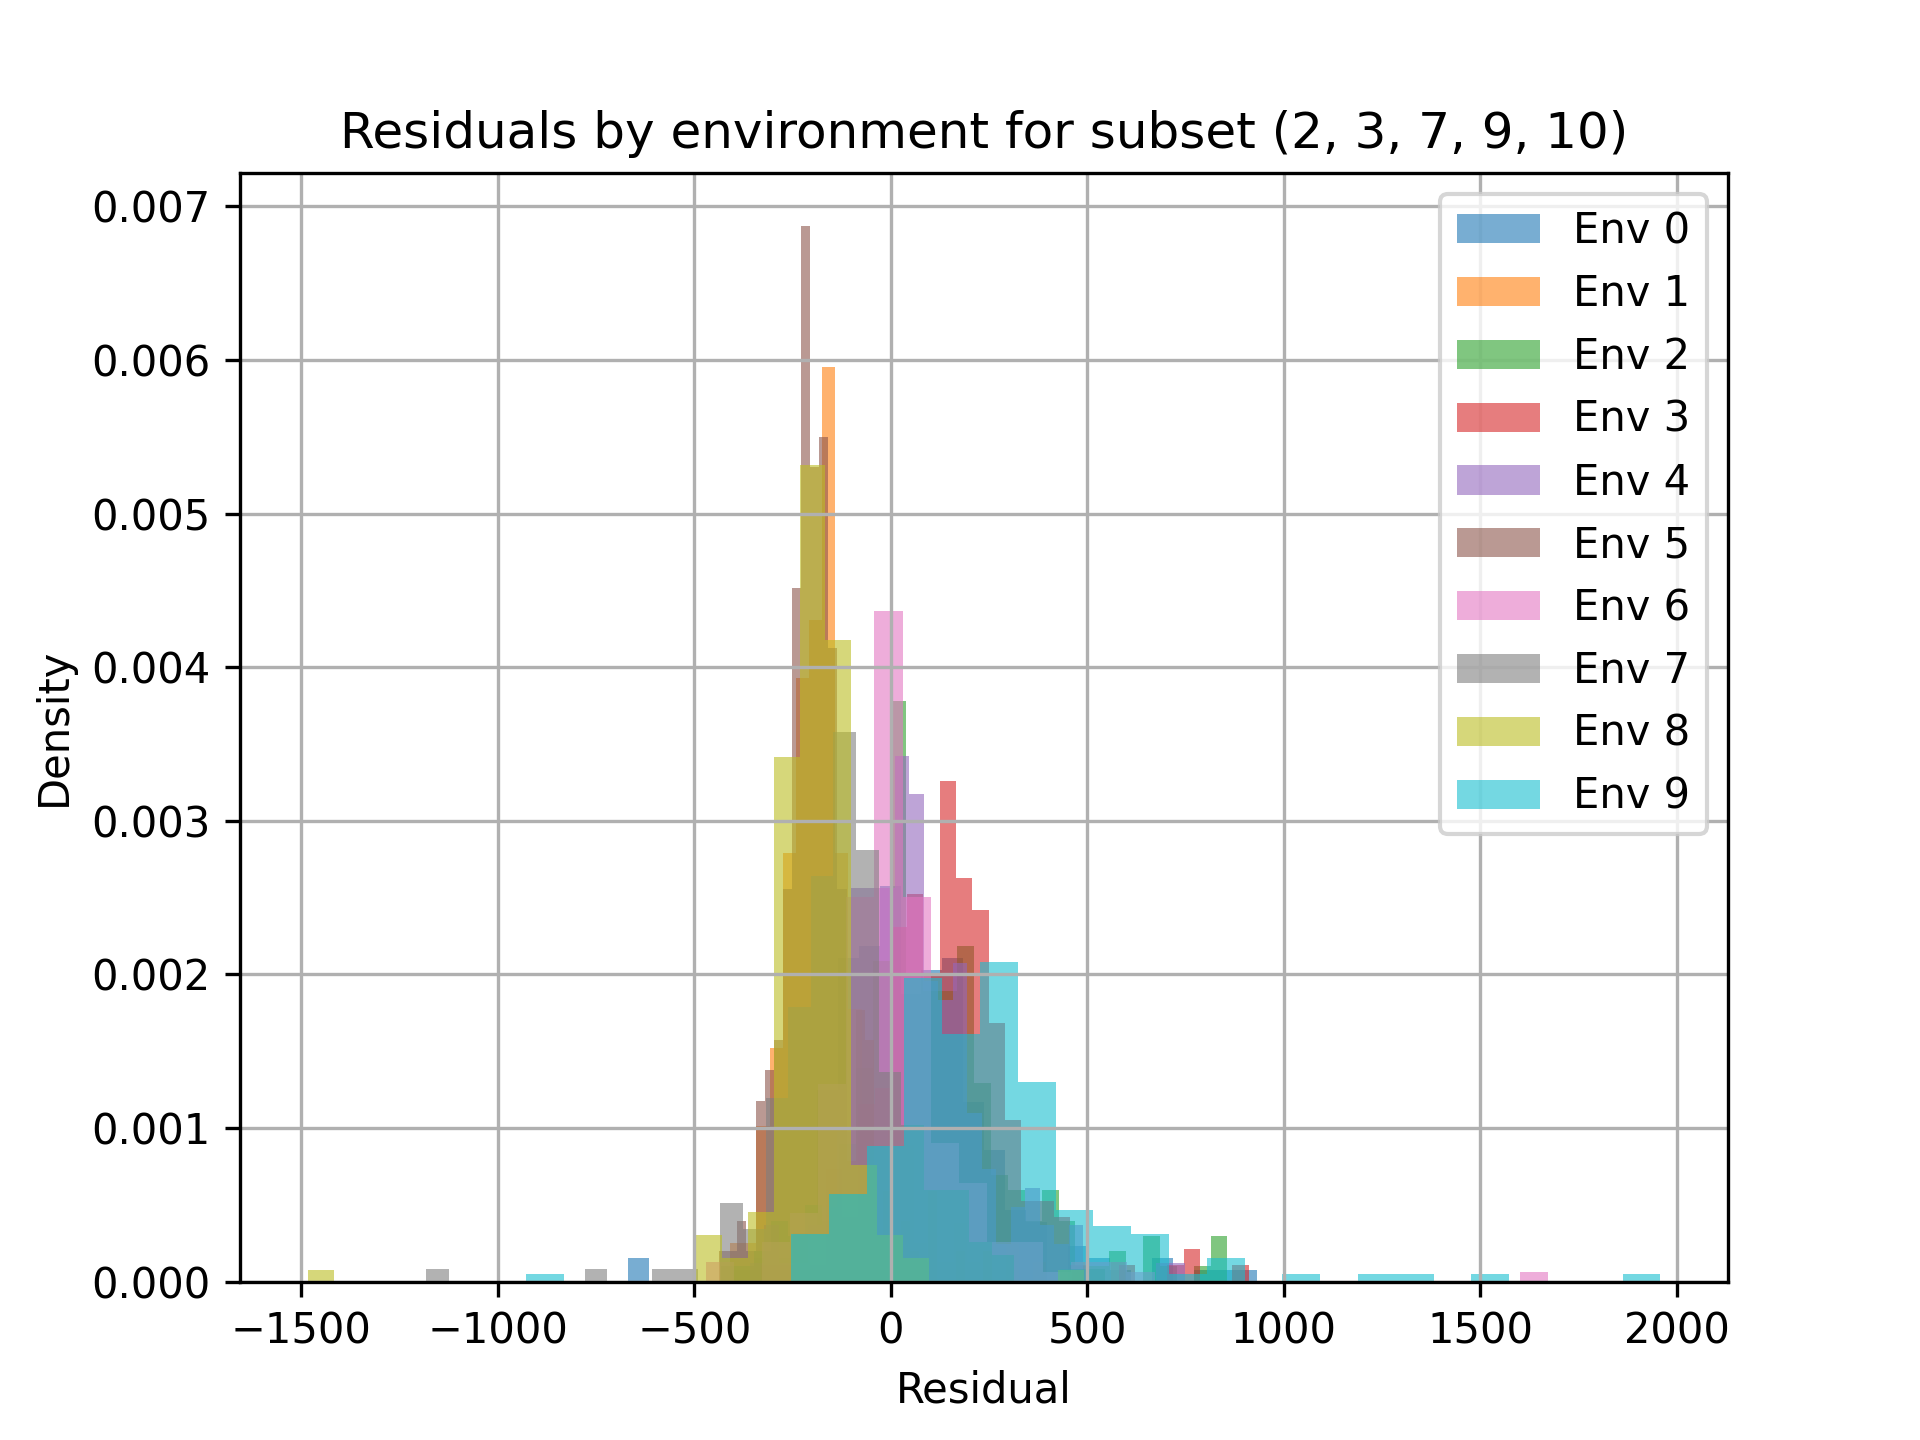 Residuals by environment for subset (2, 3, 7, 9, 10)
0.007
0.006
0.005
0.004
0.003
0.002
0.001
0.000
Density
Env 0
Env 1
Env 2
Env 3
Env 4
Env 5
Env 6
Env 7
Env 8
Env 9
−1500 −1000 −500 0 500 1000 1500 2000
Residual